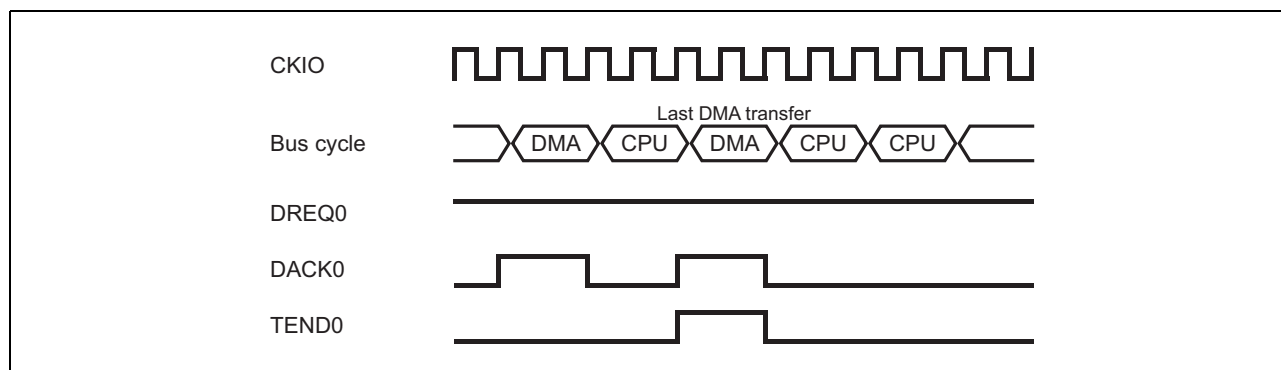 CKIO
Last DMA transfer
Bus cycle DMA CPU DMA CPU CPU
DREQ0
DACK0
TEND0